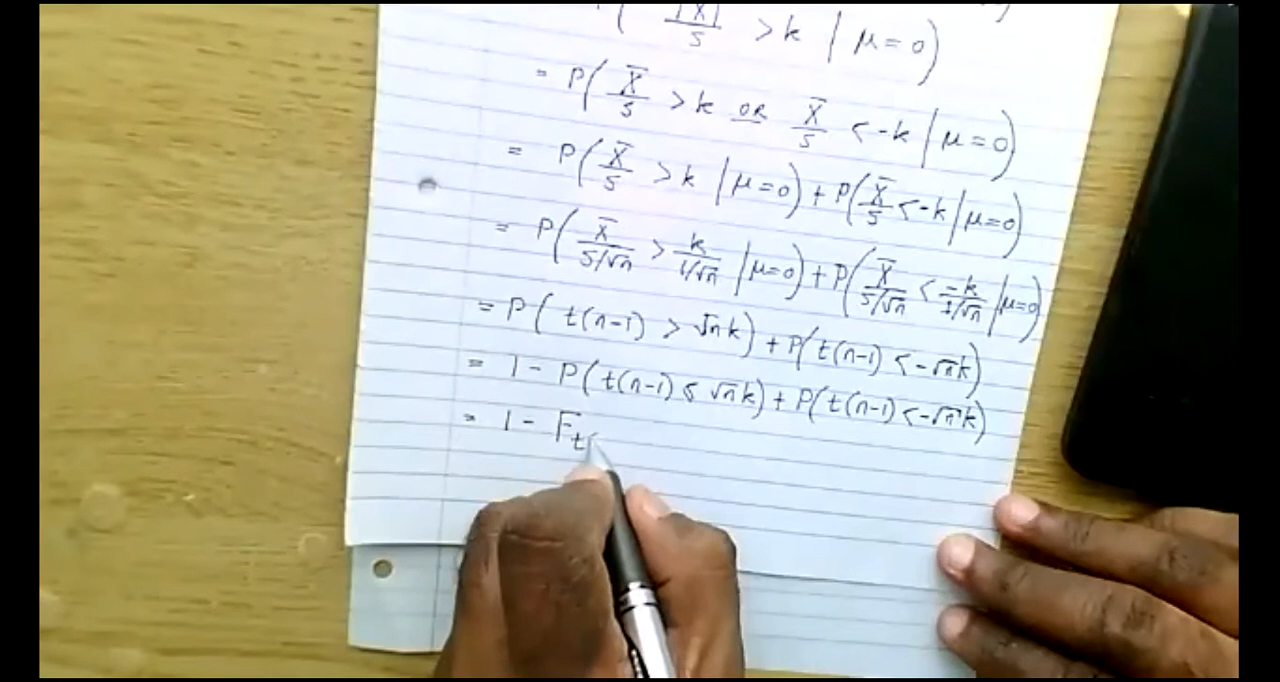 P( |X̄|/s > k | μ=0)
= P( X̄/s > k OR X̄/s < -k | μ=0)
= P( X̄/s > k | μ=0) + P( X̄/s < -k | μ=0)
= P( X̄/(s/√n) > k/(1/√n) | μ=0) + P( X̄/(s/√n) < -k/(1/√n) | μ=0)
= P( t(n-1) > √n k) + P( t(n-1) < -√n k)
= 1 - P( t(n-1) ≤ √n k) + P( t(n-1) < -√n k)
= 1 - F_t(